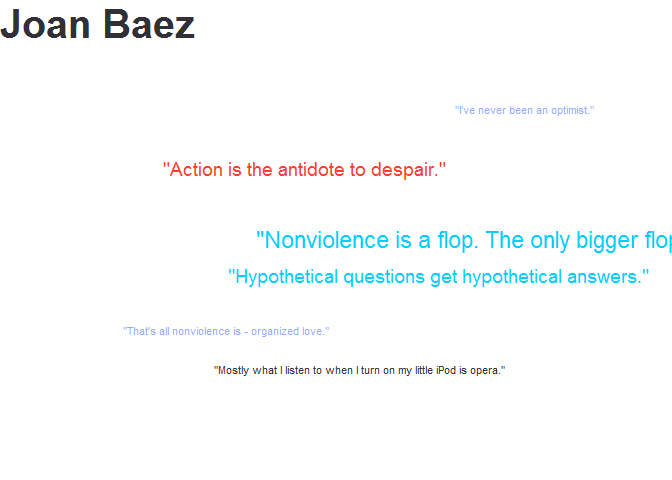 Joan Baez
"I've never been an optimist."
"Action is the antidote to despair."
"Nonviolence is a flop. The only bigger flop
"Hypothetical questions get hypothetical answers."
"That's all nonviolence is - organized love."
"Mostly what I listen to when I turn on my little iPod is opera."